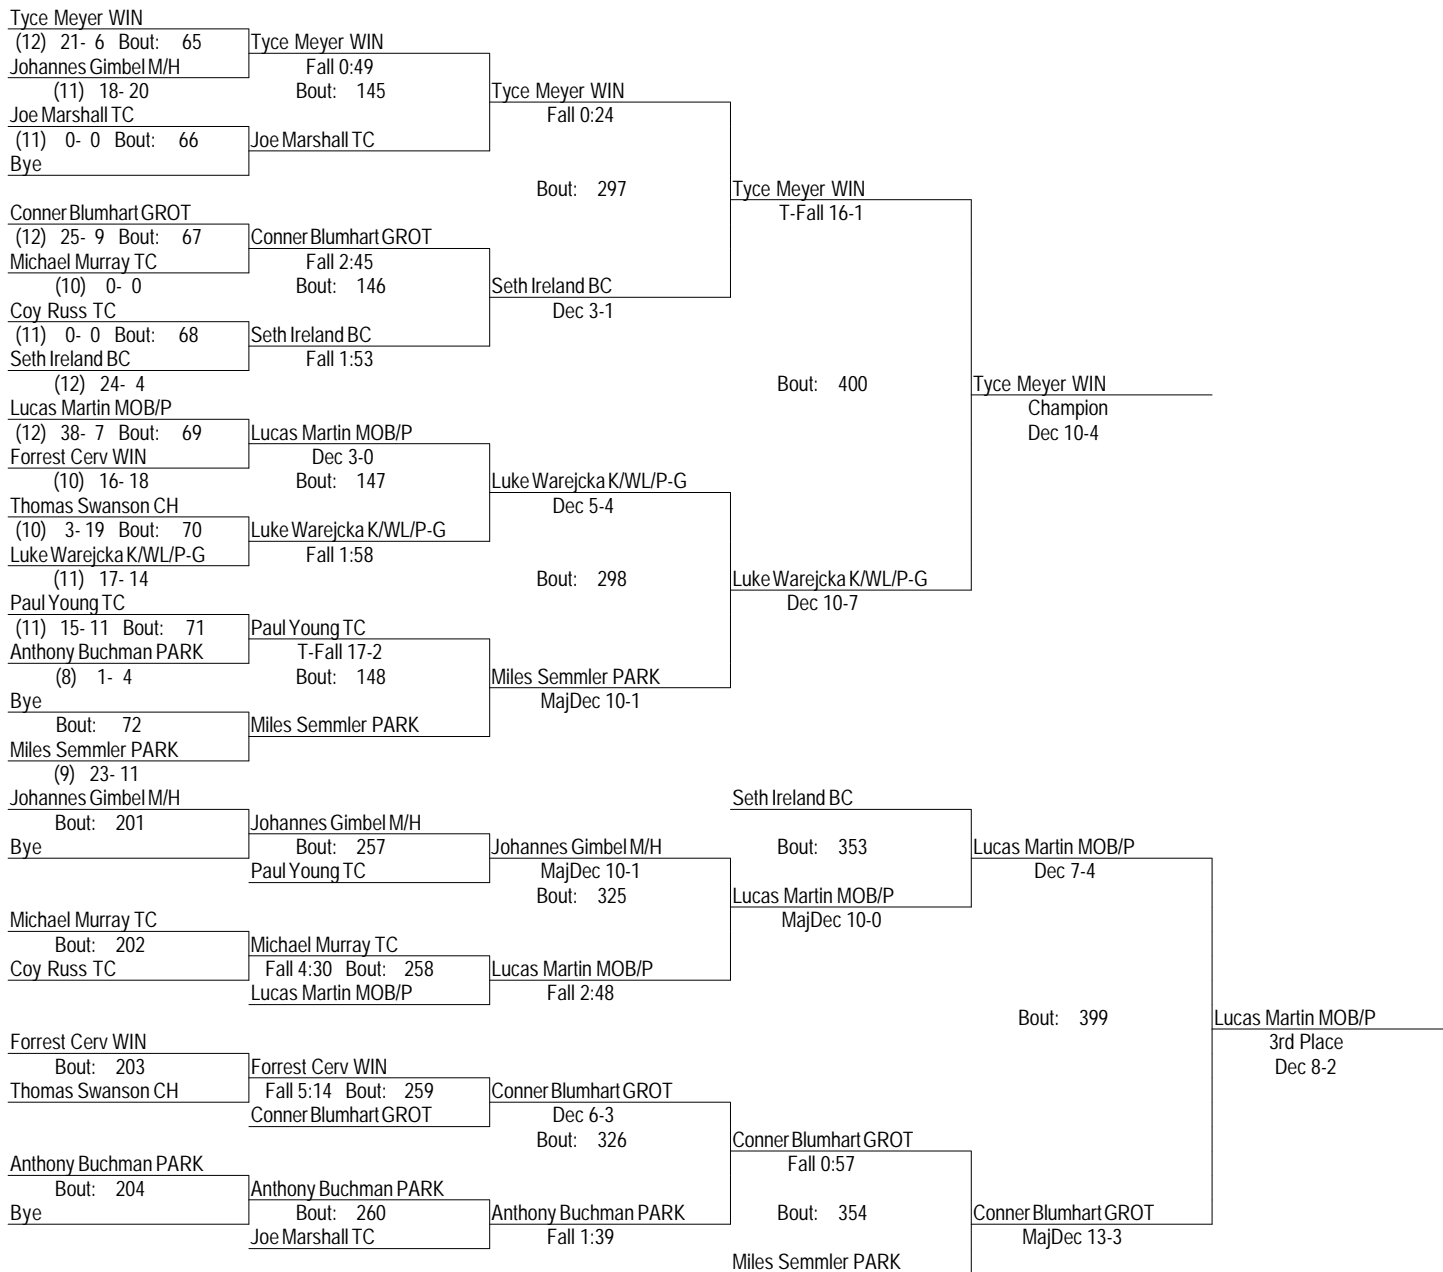 Tyce Meyer WIN
(12) 21- 6 Bout: 65 Tyce Meyer WIN
Johannes Gimbel M/H Fall 0:49
(11) 18- 20 Bout: 145 Tyce Meyer WIN
Joe Marshall TC Fall 0:24
(11) 0- 0 Bout: 66 Joe Marshall TC
Bye
Bout: 297 Tyce Meyer WIN
Conner Blumhart GROT T-Fall 16-1
(12) 25- 9 Bout: 67 Conner Blumhart GROT
Michael Murray TC Fall 2:45
(10) 0- 0 Bout: 146 Seth Ireland BC
Coy Russ TC Dec 3-1
(11) 0- 0 Bout: 68 Seth Ireland BC
Seth Ireland BC Fall 1:53
(12) 24- 4 Bout: 400 Tyce Meyer WIN
Lucas Martin MOB/P Champion
(12) 38- 7 Bout: 69 Lucas Martin MOB/P Dec 10-4
Forrest Cerv WIN Dec 3-0
(10) 16- 18 Bout: 147 Luke Warejcka K/WL/P-G
Thomas Swanson CH Dec 5-4
(10) 3- 19 Bout: 70 Luke Warejcka K/WL/P-G
Luke Warejcka K/WL/P-G Fall 1:58
(11) 17- 14 Bout: 298 Luke Warejcka K/WL/P-G
Paul Young TC Dec 10-7
(11) 15- 11 Bout: 71 Paul Young TC
Anthony Buchman PARK T-Fall 17-2
(8) 1- 4 Bout: 148 Miles Semmler PARK
Bye MajDec 10-1
Bout: 72 Miles Semmler PARK
Miles Semmler PARK
(9) 23- 11
Johannes Gimbel M/H Seth Ireland BC
Bout: 201 Johannes Gimbel M/H
Bye Bout: 257 Johannes Gimbel M/H Bout: 353 Lucas Martin MOB/P
Paul Young TC MajDec 10-1 Dec 7-4
Bout: 325 Lucas Martin MOB/P
Michael Murray TC MajDec 10-0
Bout: 202 Michael Murray TC
Coy Russ TC Fall 4:30 Bout: 258 Lucas Martin MOB/P
Lucas Martin MOB/P Fall 2:48
Bout: 399 Lucas Martin MOB/P
Forrest Cerv WIN 3rd Place
Bout: 203 Forrest Cerv WIN Dec 8-2
Thomas Swanson CH Fall 5:14 Bout: 259 Conner Blumhart GROT
Conner Blumhart GROT Dec 6-3
Bout: 326 Conner Blumhart GROT
Anthony Buchman PARK Fall 0:57
Bout: 204 Anthony Buchman PARK
Bye Bout: 260 Anthony Buchman PARK Bout: 354 Conner Blumhart GROT
Joe Marshall TC Fall 1:39 MajDec 13-3
Miles Semmler PARK